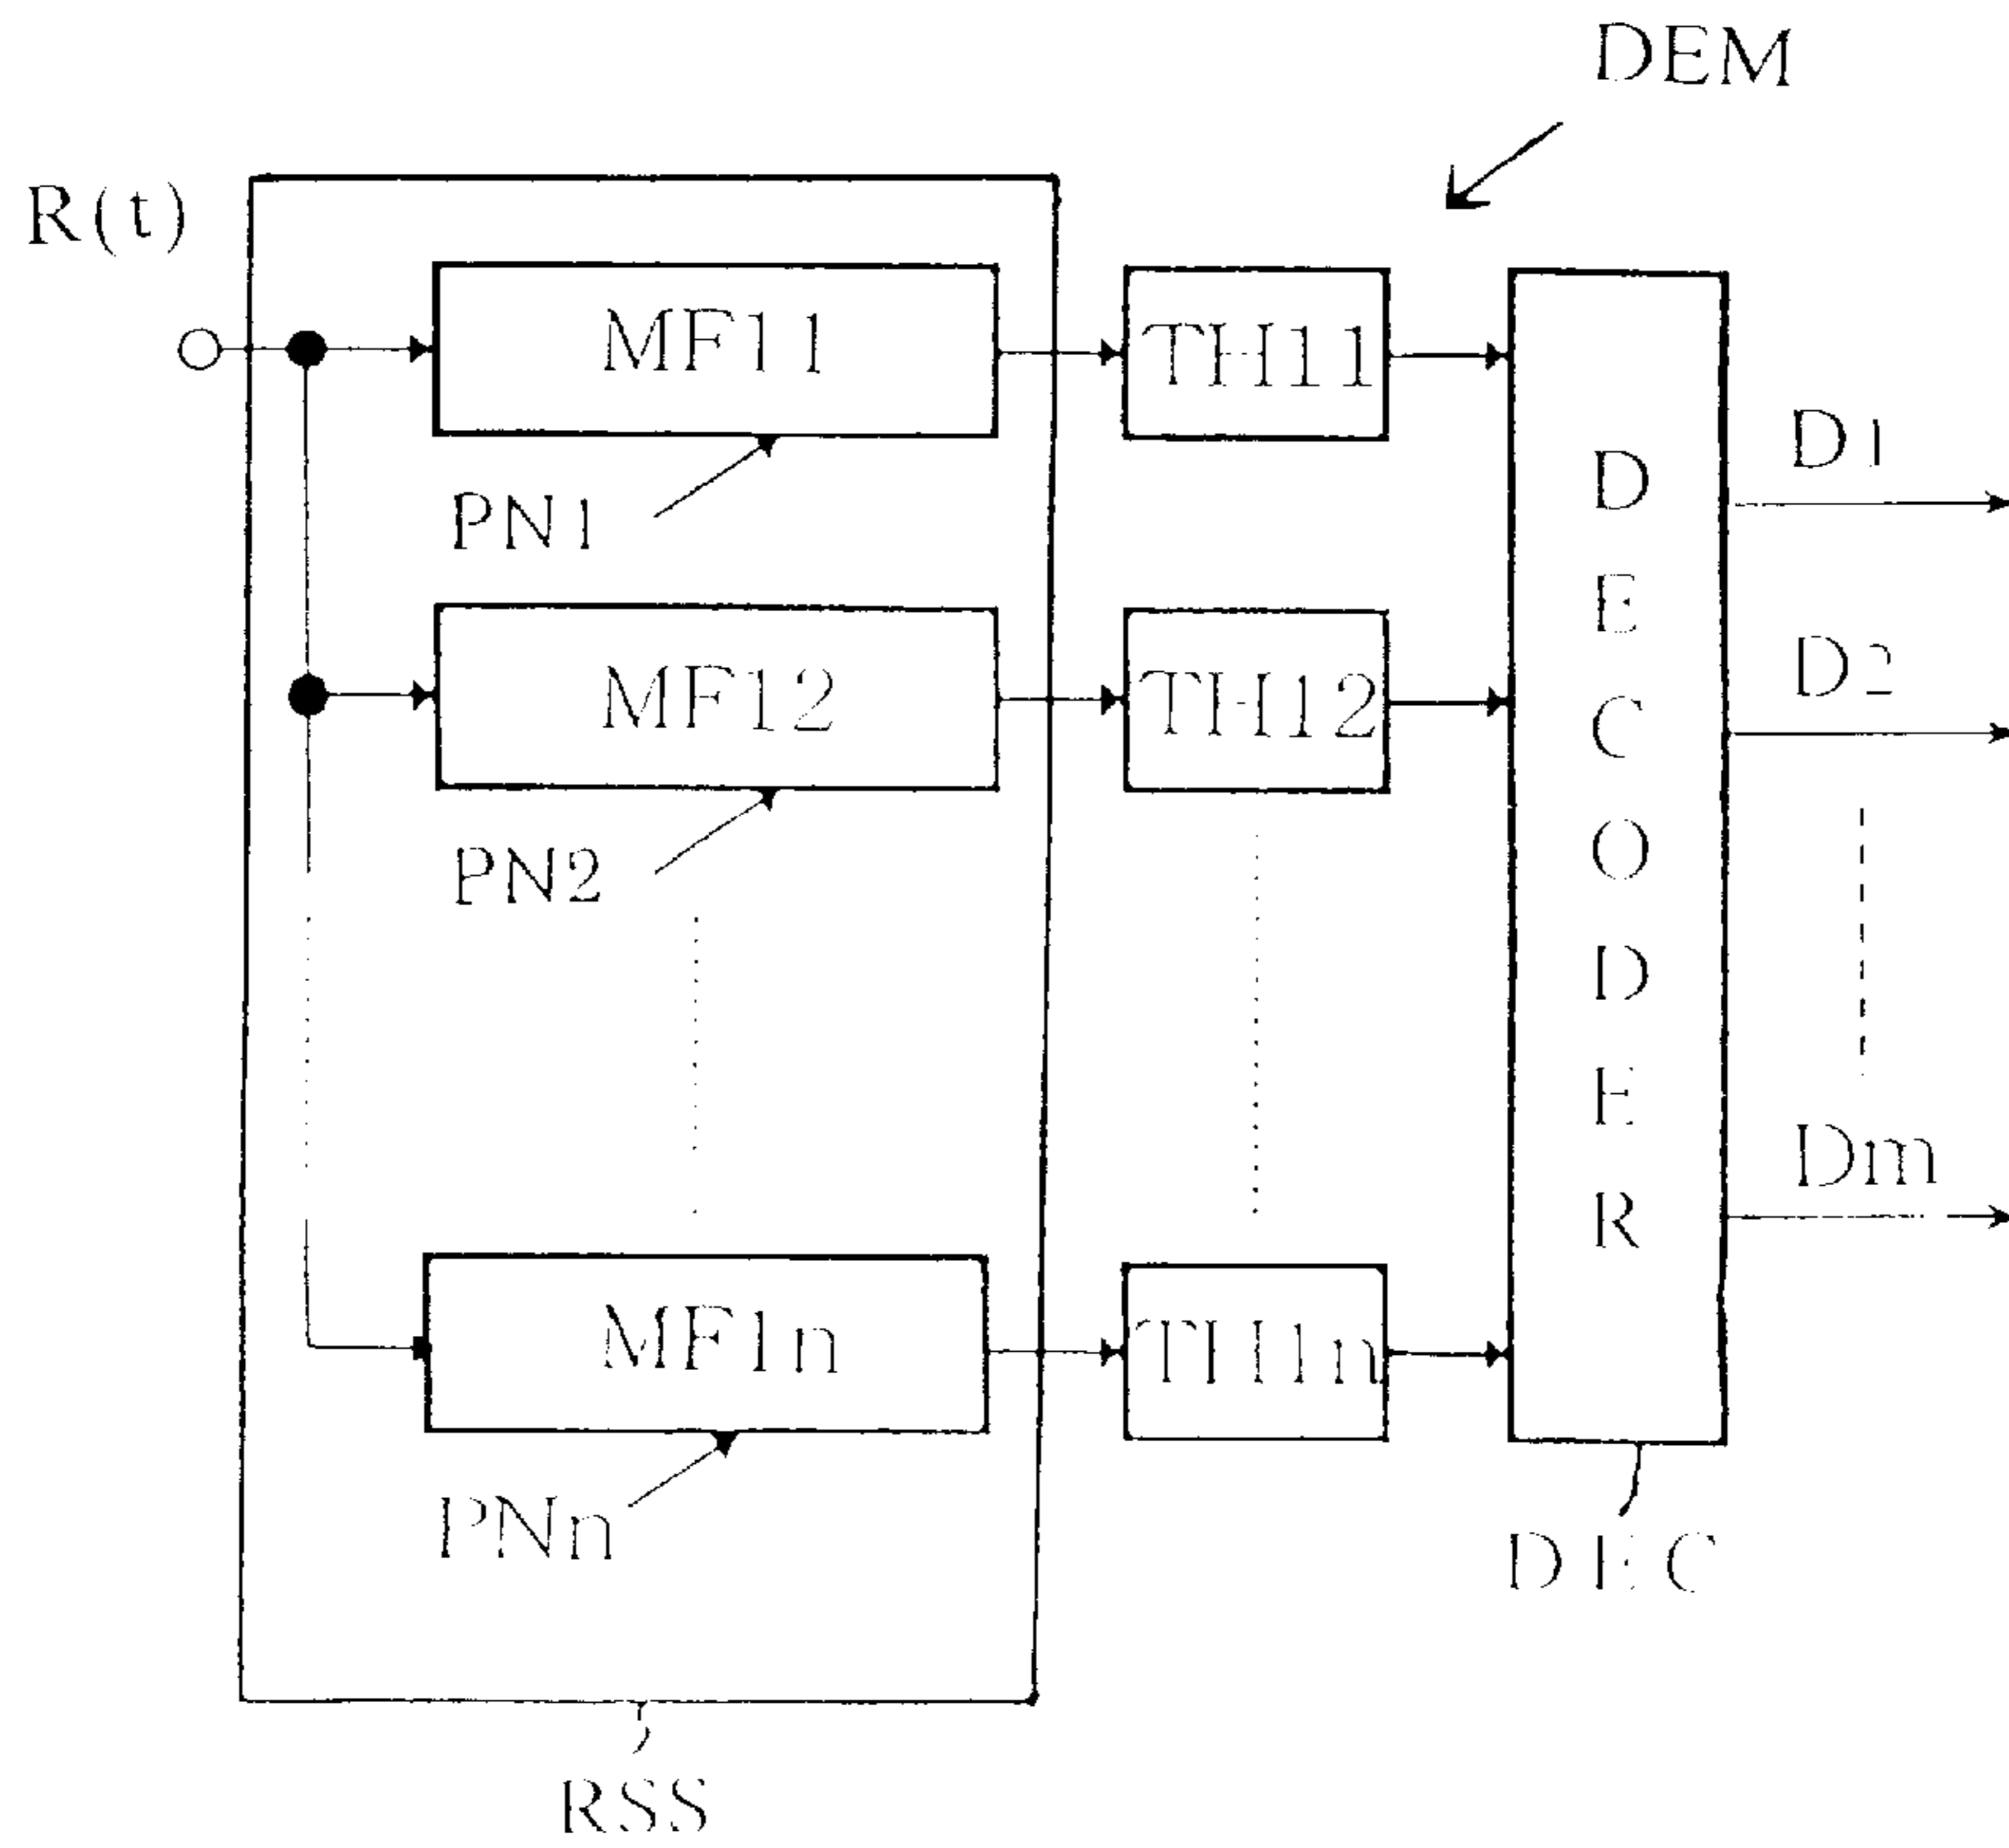 DEM
R(t)
MF11
TH11
D1
PN1
MF12
TH12
D2
PN2
DECODER
Dm
MF1n
TH1n
PNn
DEC
RSS